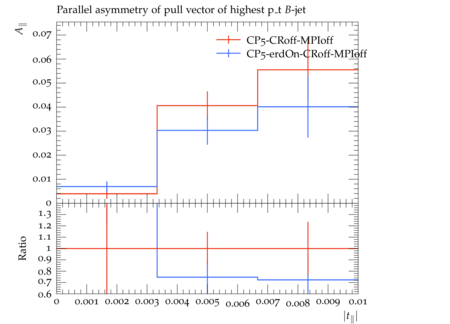 Parallel asymmetry of pull vector of highest p_t B-jet
A∥
CP5-CRoff-MPIoff
CP5-erdOn-CRoff-MPIoff
0.07
0.06
0.05
0.04
0.03
0.02
0.01
0
Ratio
1.3
1.2
1.1
1
0.9
0.8
0.7
0.6
0 0.001 0.002 0.003 0.004 0.005 0.006 0.007 0.008 0.009 0.01
|t∥|